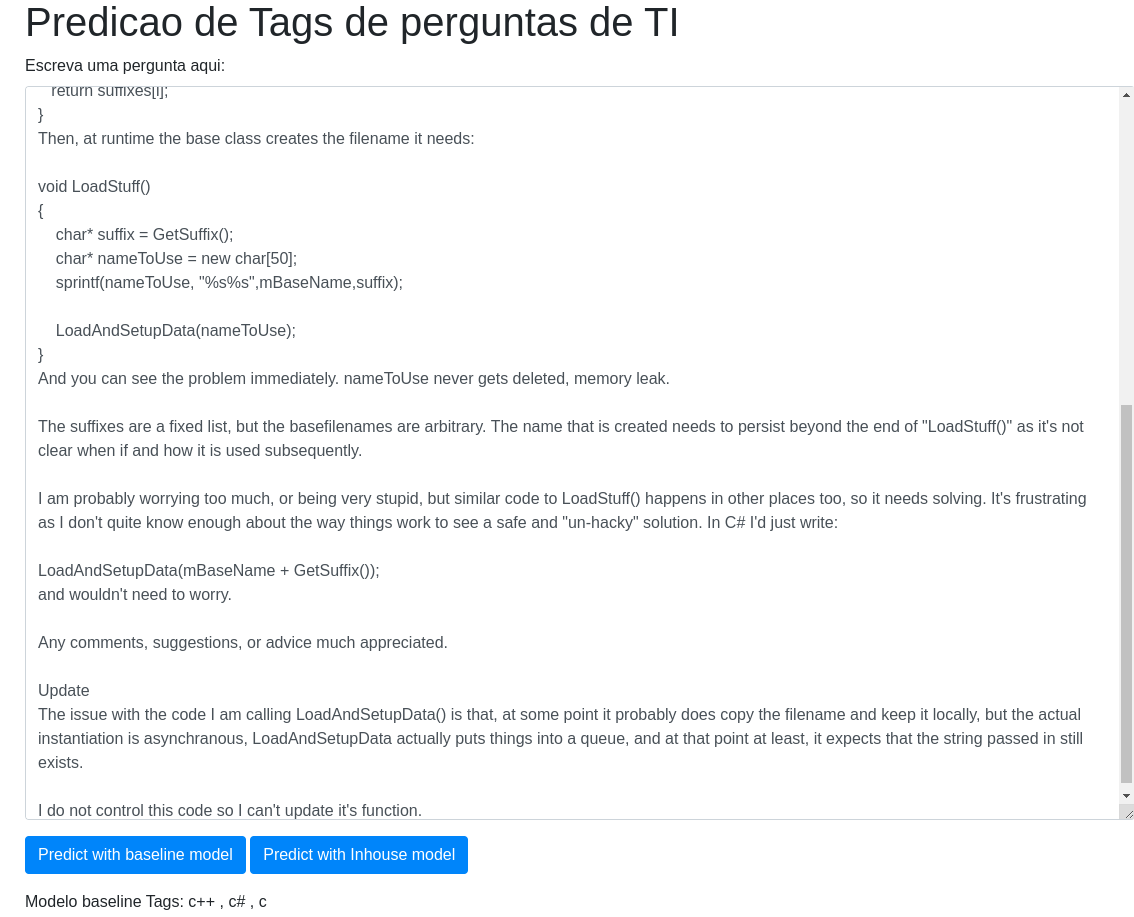 Predicao de Tags de perguntas de TI
Escreva uma pergunta aqui:
return suffixes[i];
}
Then, at runtime the base class creates the filename it needs:
void LoadStuff()
{
char* suffix = GetSuffix();
char* nameToUse = new char[50];
sprintf(nameToUse, "%s%s",mBaseName,suffix);
LoadAndSetupData(nameToUse);
}
And you can see the problem immediately. nameToUse never gets deleted, memory leak.
The suffixes are a fixed list, but the basefilenames are arbitrary. The name that is created needs to persist beyond the end of "LoadStuff()" as it's not
clear when if and how it is used subsequently.
I am probably worrying too much, or being very stupid, but similar code to LoadStuff() happens in other places too, so it needs solving. It's frustrating
as I don't quite know enough about the way things work to see a safe and "un-hacky" solution. In C# I'd just write:
LoadAndSetupData(mBaseName + GetSuffix());
and wouldn't need to worry.
Any comments, suggestions, or advice much appreciated.
Update
The issue with the code I am calling LoadAndSetupData() is that, at some point it probably does copy the filename and keep it locally, but the actual
instantiation is asynchranous, LoadAndSetupData actually puts things into a queue, and at that point at least, it expects that the string passed in still
exists.
I do not control this code so I can't update it's function.
Predict with baseline model
Predict with Inhouse model
Modelo baseline Tags: c++ , c# , c